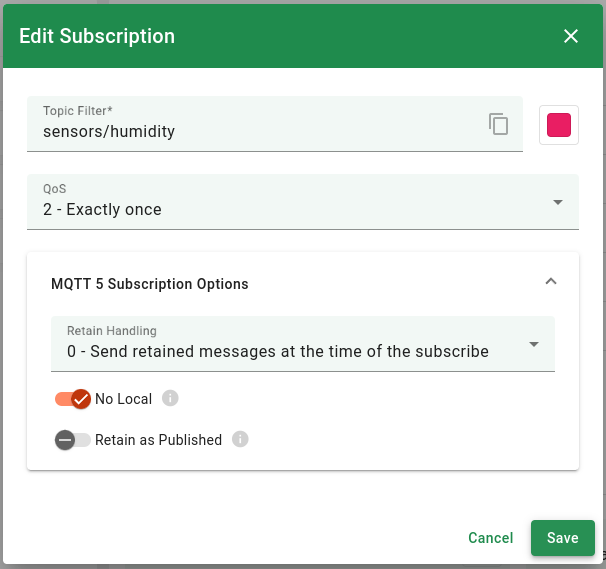 Edit Subscription
Topic Filter*
sensors/humidity
QoS
2 - Exactly once
MQTT 5 Subscription Options
Retain Handling
0 - Send retained messages at the time of the subscribe
No Local
Retain as Published
Cancel
Save